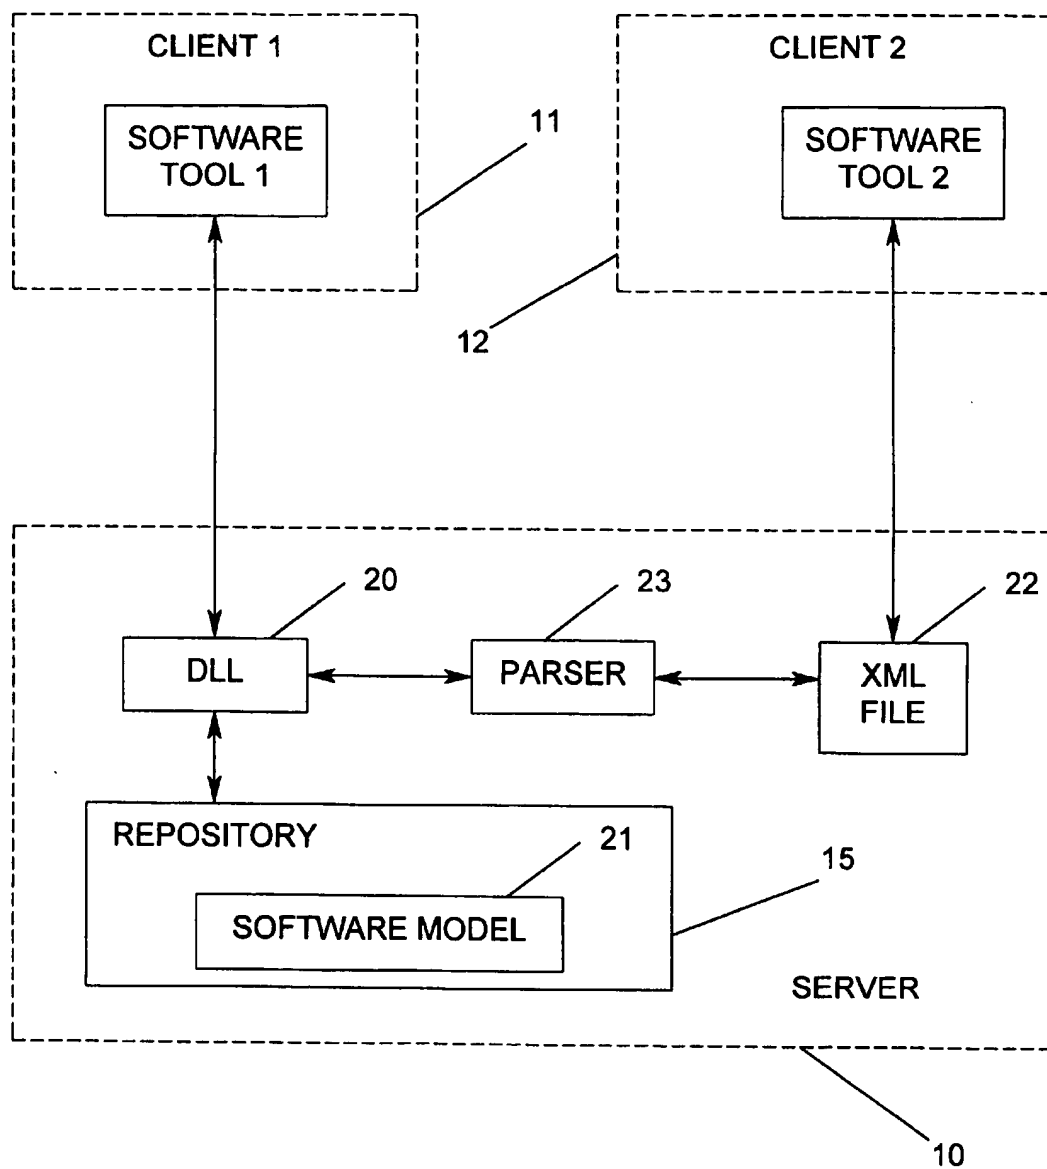 CLIENT 1
CLIENT 2
SOFTWARE
TOOL 1
11
SOFTWARE
TOOL 2
12
20
23
22
DLL
PARSER
XML
FILE
REPOSITORY
21
15
SOFTWARE MODEL
SERVER
10